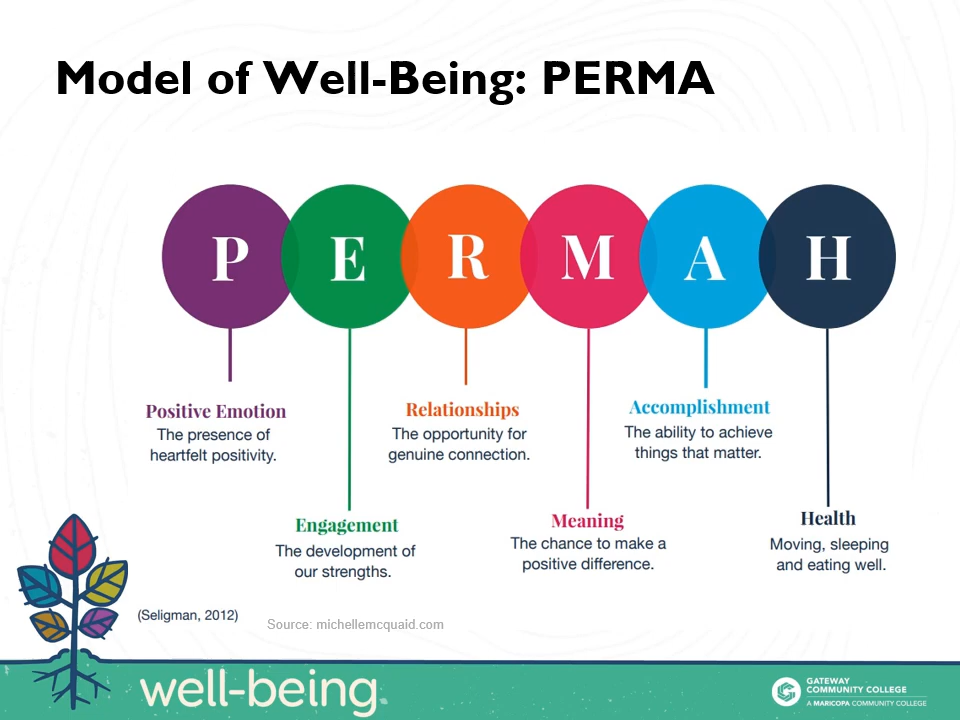 Model of Well-Being: PERMA
P E R M A H
Positive Emotion
The presence of
heartfelt positivity.
Engagement
The development of
our strengths.
Relationships
The opportunity for
genuine connection.
Meaning
The chance to make a
positive difference.
Accomplishment
The ability to achieve
things that matter.
Health
Moving, sleeping
and eating well.
(Seligman, 2012)
Source: michellemcquaid.com
well-being.
GATEWAY
COMMUNITY COLLEGE
A MARICOPA COMMUNITY COLLEGE